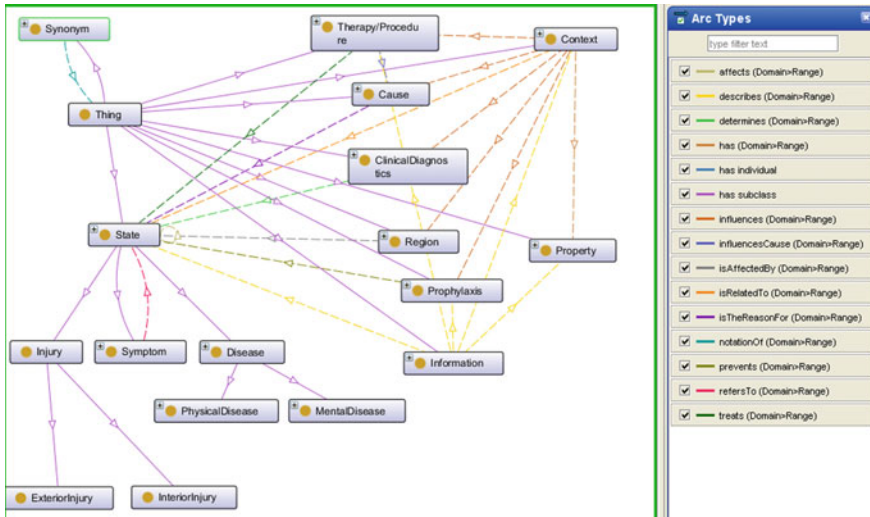 Synonym
Therapy/Procedu
re
Context
Cause
Thing
ClinicalDiagnos
tics
State
Region
Property
Prophylaxis
Injury
Symptom
Disease
Information
PhysicalDisease
MentalDisease
ExteriorInjury
InteriorInjury
Arc Types
type filter text
affects (Domain>Range)
describes (Domain>Range)
determines (Domain>Range)
has (Domain>Range)
has individual
has subclass
influences (Domain>Range)
influencesCause (Domain>Range)
isAffectedBy (Domain>Range)
isRelatedTo (Domain>Range)
isTheReasonFor (Domain>Range)
notationOf (Domain>Range)
prevents (Domain>Range)
refersTo (Domain>Range)
treats (Domain>Range)